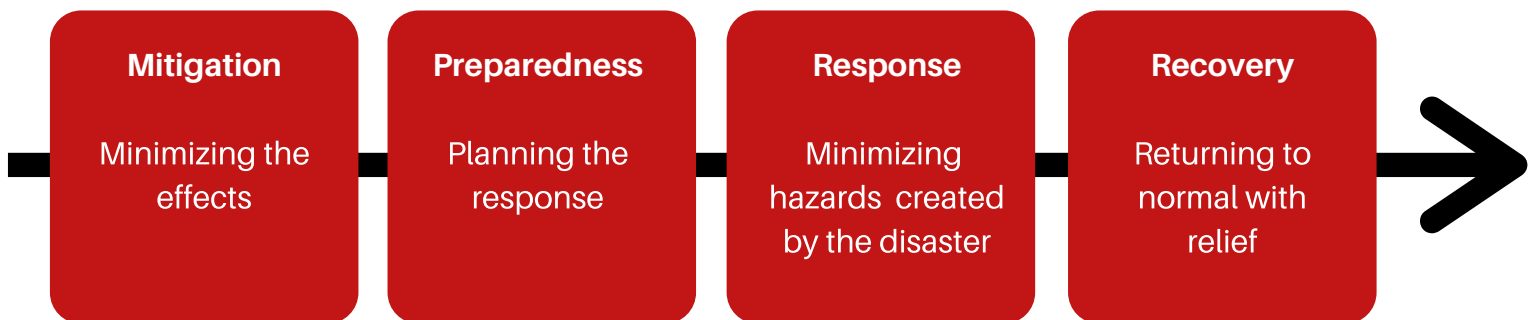 Mitigation
Minimizing the
effects
Preparedness
Planning the
response
Response
Minimizing
hazards  created
by the disaster
Recovery
Returning to
normal with
relief